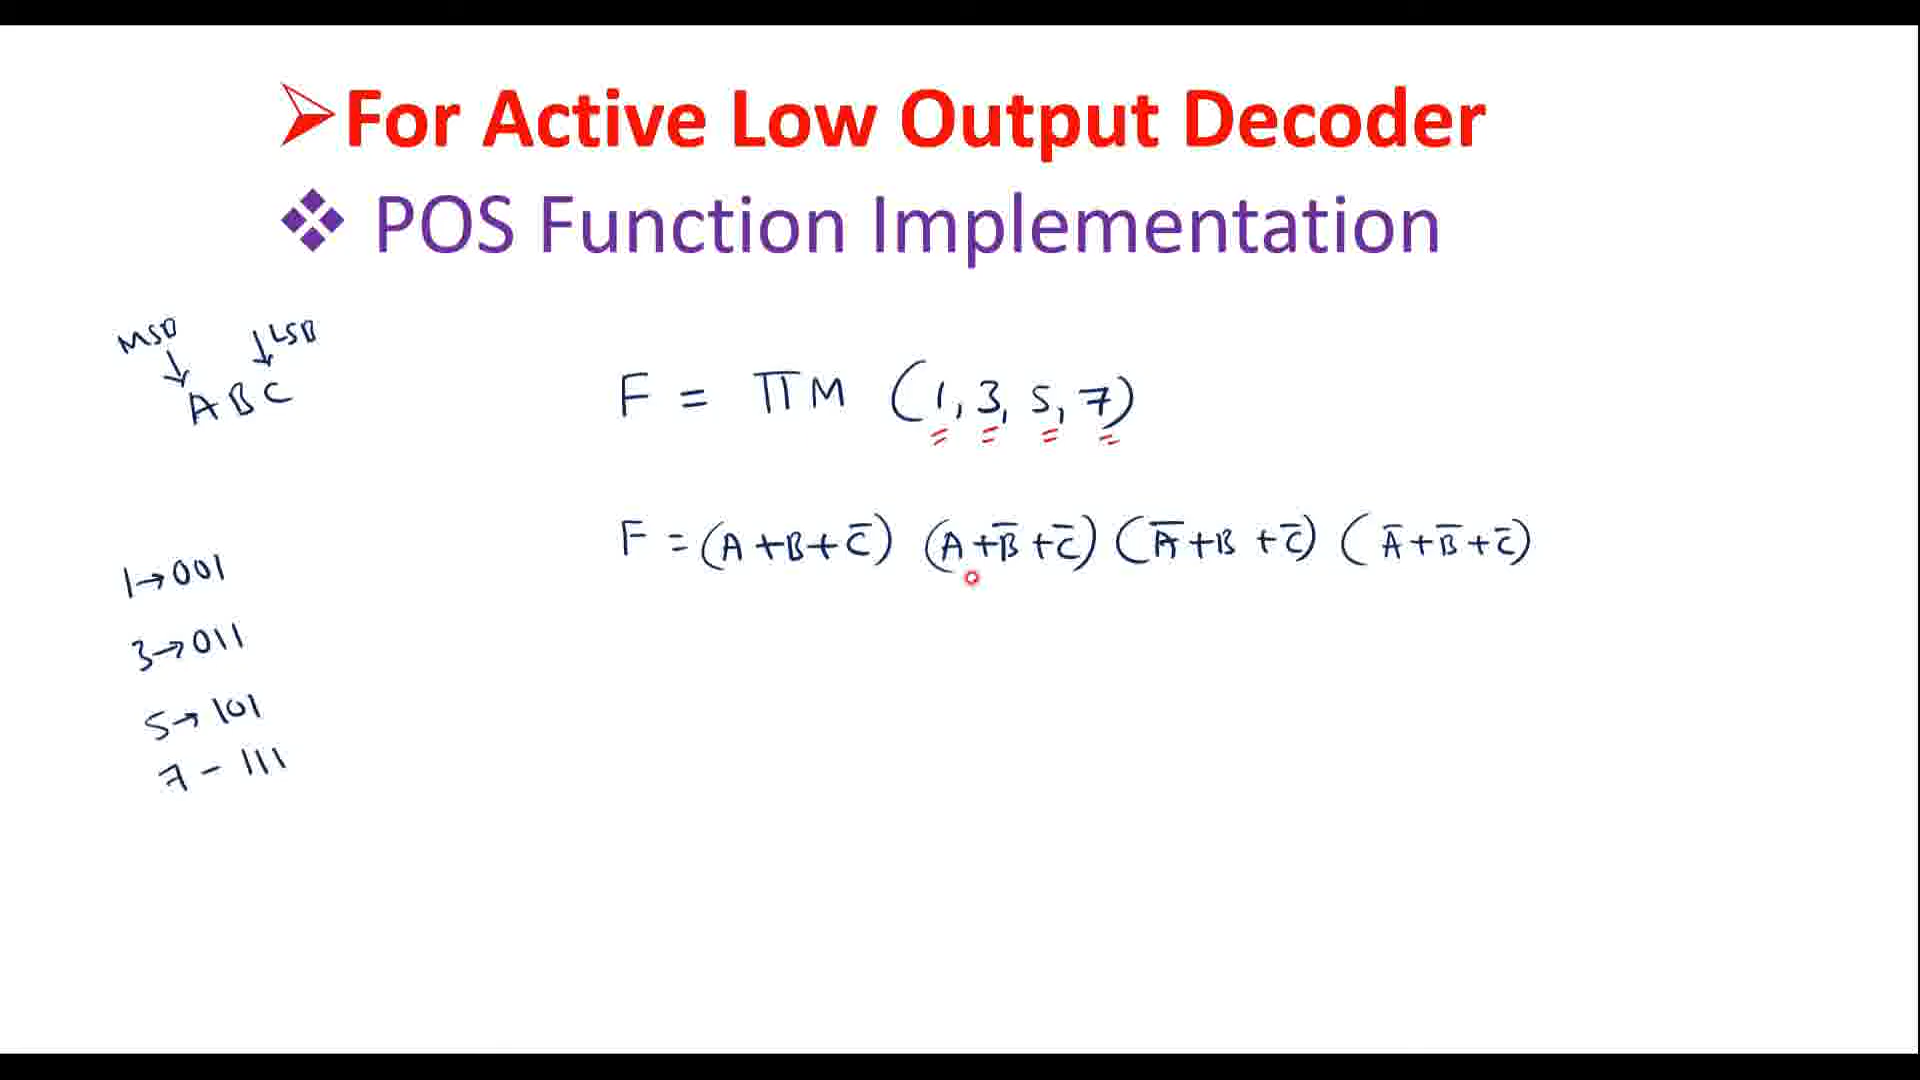 For Active Low Output Decoder
POS Function Implementation
MSB
LSB
A B C
F = ΠM (1, 3, 5, 7)
F = (A+B+C̅) (A+B̅+C̅) (A̅+B+C̅) (A̅+B̅+C̅)
1→001
3→011
5→101
7-111